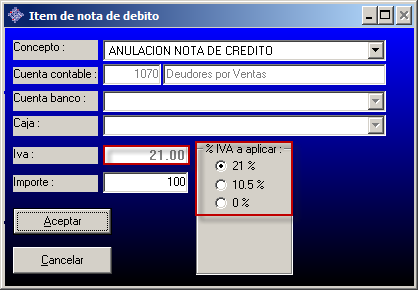 Item de nota de debito
Concepto : ANULACION NOTA DE CREDITO
Cuenta contable : 1070 Deudores por Ventas
Cuenta banco :
Caja :
Iva : 21.00
% IVA a aplicar :
21 %
Importe : 100
10.5 %
0 %
Aceptar
Cancelar